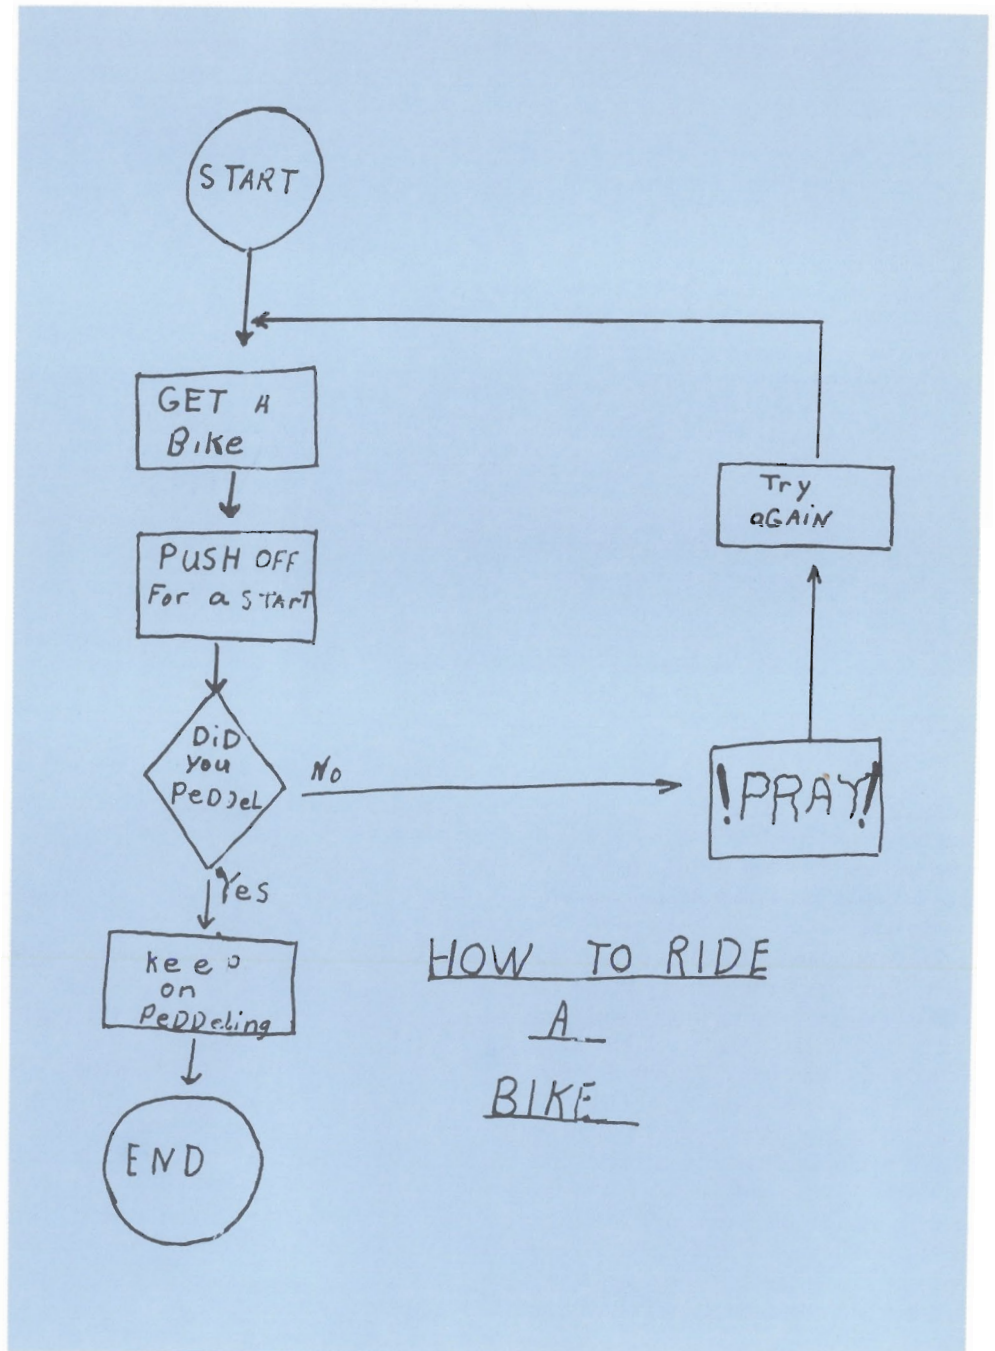 START
GET A
Bike
PUSH OFF
For a START
DiD
you
PeDDeL
No
Yes
keep
on
PeDDeling
END
Try
aGAiN
!PRAY!
HOW TO RIDE
A
BIKE